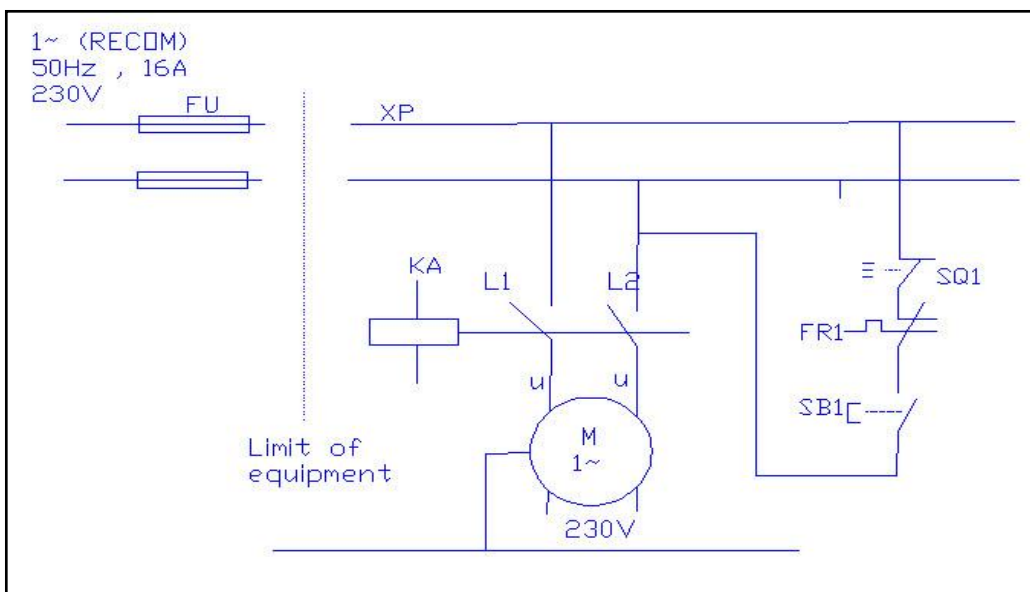 1~ (RECOM)
50Hz , 16A
230V
FU
XP
KA
L1
L2
SQ1
FR1
u
u
SB1
M
1~
Limit of
equipment
230V